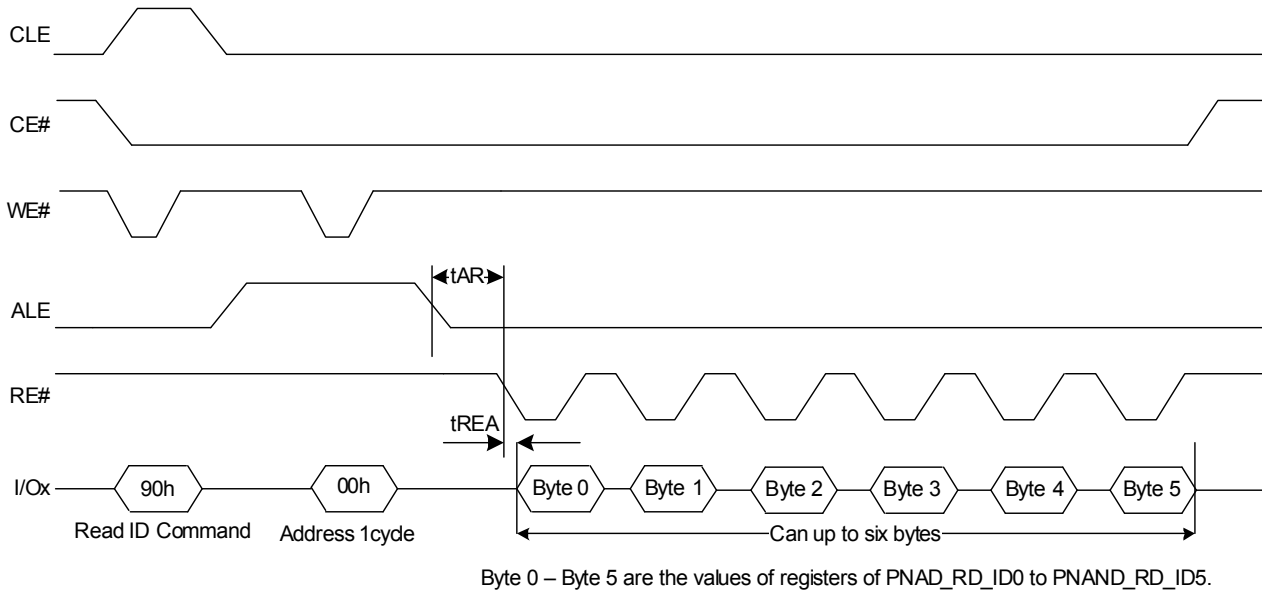 CLE
CE#
WE#
tAR
ALE
RE#
tREA
I/Ox 90h 00h Byte 0 Byte 1 Byte 2 Byte 3 Byte 4 Byte 5
Read ID Command Address 1cycle Can up to six bytes
Byte 0 – Byte 5 are the values of registers of PNAD_RD_ID0 to PNAND_RD_ID5.